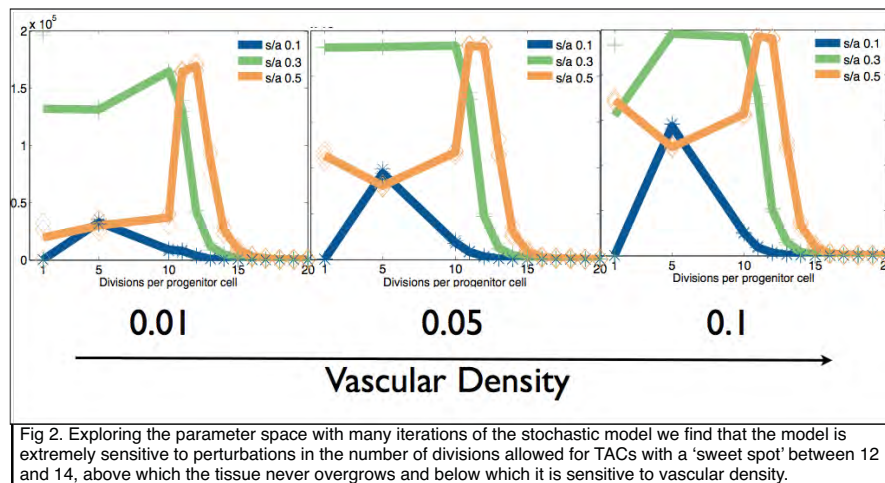 2 x 10^5
1.5
1
0.5
0
s/a 0.1
s/a 0.3
s/a 0.5
1 5 10 15 20
Divisions per progenitor cell
s/a 0.1
s/a 0.3
s/a 0.5
1 5 10 15 20
Divisions per progenitor cell
s/a 0.1
s/a 0.3
s/a 0.5
1 5 10 15
Divisions per progenitor cell
0.01 0.05 0.1
Vascular Density
Fig 2. Exploring the parameter space with many iterations of the stochastic model we find that the model is
extremely sensitive to perturbations in the number of divisions allowed for TACs with a ‘sweet spot’ between 12
and 14, above which the tissue never overgrows and below which it is sensitive to vascular density.